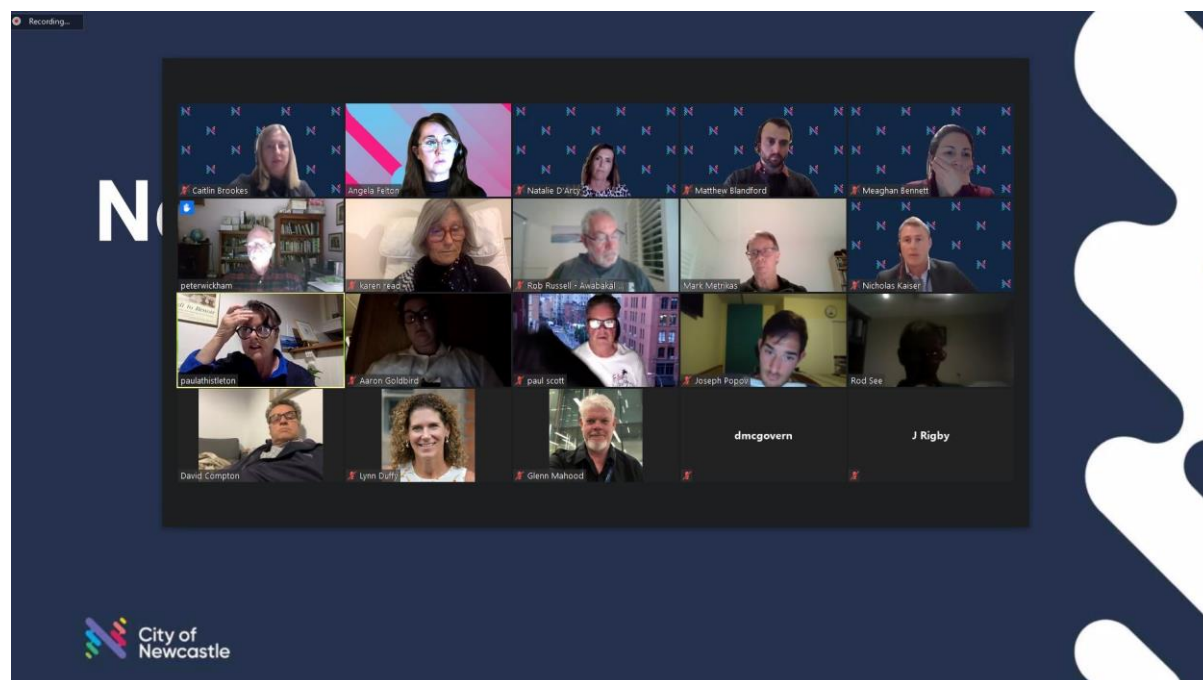 Recording...
Caitlin Brookes
Angela Felton
Natalie D'Arcy
Matthew Blandford
Meaghan Bennett
peterwickham
karen read
Rob Russell - Awabakal ...
Mark Metrikas
Nicholas Kaiser
paulathistleton
Aaron Goldbird
paul scott
Joseph Popov
Rod See
David Compton
Lynn Duffy
Glenn Mahood
dmcgovern
J Rigby
N
City of
Newcastle